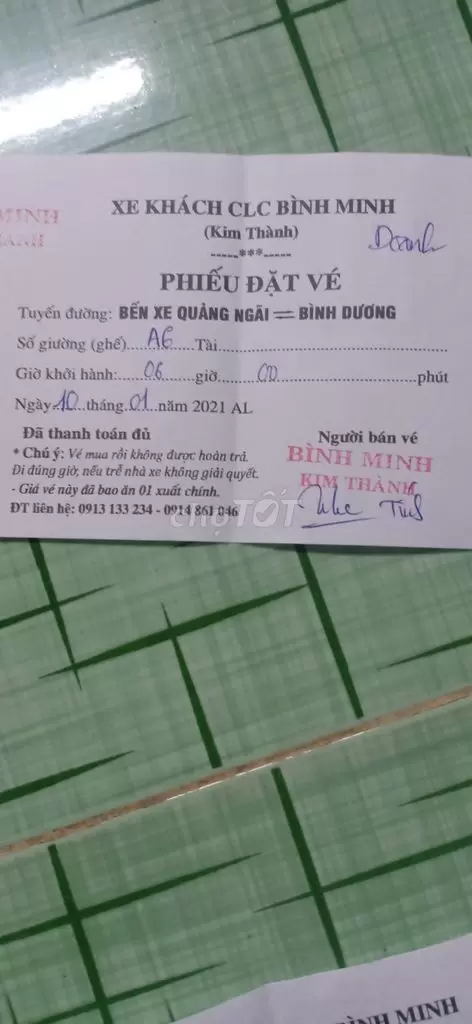 MINH
THÀNH
XE KHÁCH CLC BÌNH MINH
(Kim Thành)
-----***-----
Doanh
PHIẾU ĐẶT VÉ
Tuyến đường: BẾN XE QUẢNG NGÃI = BÌNH DƯƠNG
Số giường (ghế)....A6....Tài..........
Giờ khởi hành:......06......giờ......00......phút
Ngày..10..tháng..01..năm 2021 AL
Đã thanh toán đủ
Người bán vé
* Chú ý: Vé mua rồi không được hoàn trả.
Đi đúng giờ, nếu trễ nhà xe không giải quyết.
- Giá vé này đã bao ăn 01 xuất chính.
ĐT liên hệ: 0913 133 234 - 0914 861 046
BÌNH MINH
KIM THÀNH
chợTỐT
BÌNH MINH